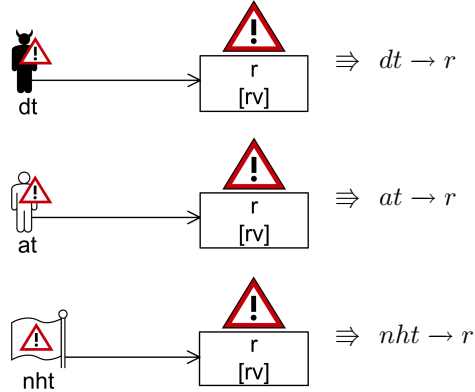 r
[rv]
dt
⇛ dt → r
r
[rv]
at
⇛ at → r
r
[rv]
nht
⇛ nht → r